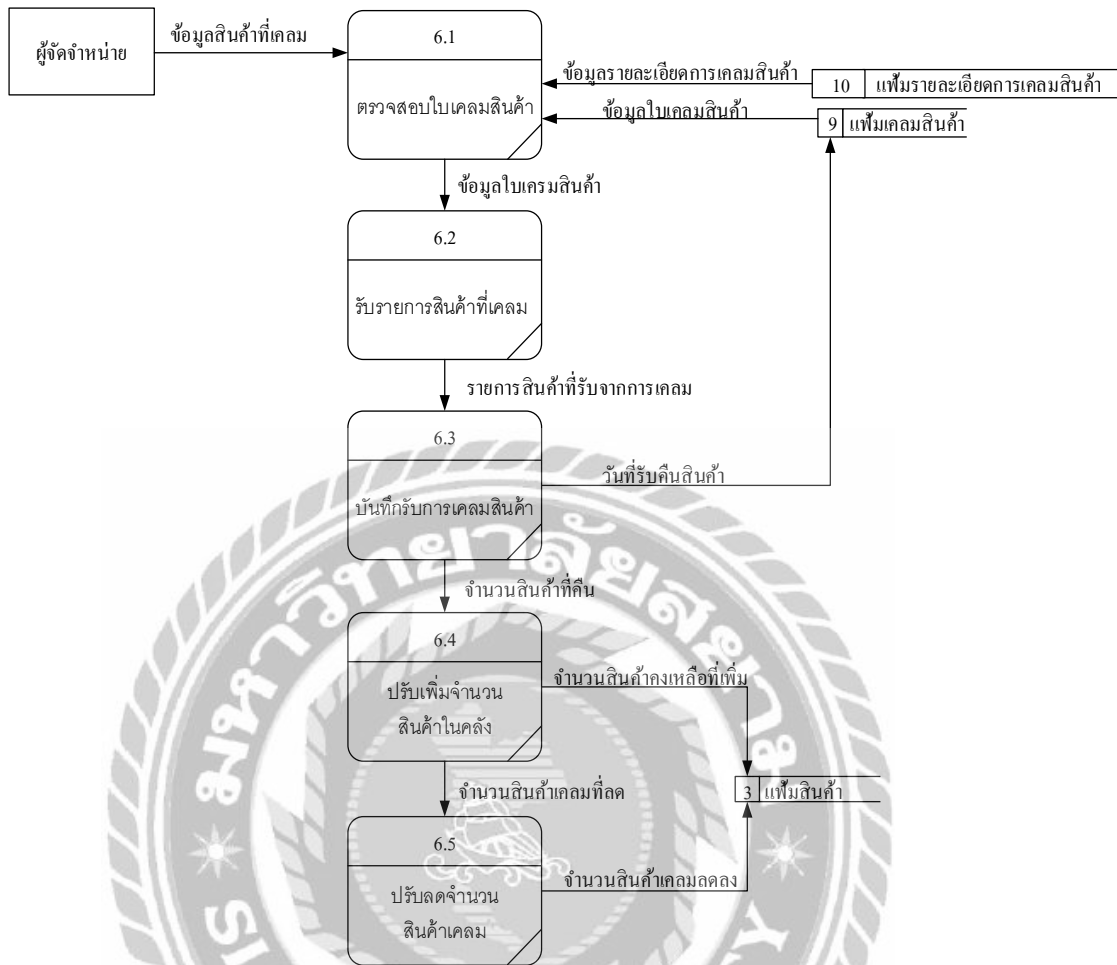 ผู้จัดจำหน่าย
ข้อมูลสินค้าที่เคลม
6.1
ตรวจสอบใบเคลมสินค้า
ข้อมูลรายละเอียดการเคลมสินค้า
10 แฟ้มรายละเอียดการเคลมสินค้า
ข้อมูลใบเคลมสินค้า
9 แฟ้มเคลมสินค้า
ข้อมูลใบเครมสินค้า
6.2
รับรายการสินค้าที่เคลม
รายการสินค้าที่รับจากการเคลม
6.3
บันทึกรับการเคลมสินค้า
วันที่รับคืนสินค้า
จำนวนสินค้าที่คืน
6.4
ปรับเพิ่มจำนวน
สินค้าในคลัง
จำนวนสินค้าคงเหลือที่เพิ่ม
3 แฟ้มสินค้า
จำนวนสินค้าเคลมที่ลด
6.5
ปรับลดจำนวน
สินค้าเคลม
จำนวนสินค้าเคลมลดลง
มหาวิทยาลัยสยาม